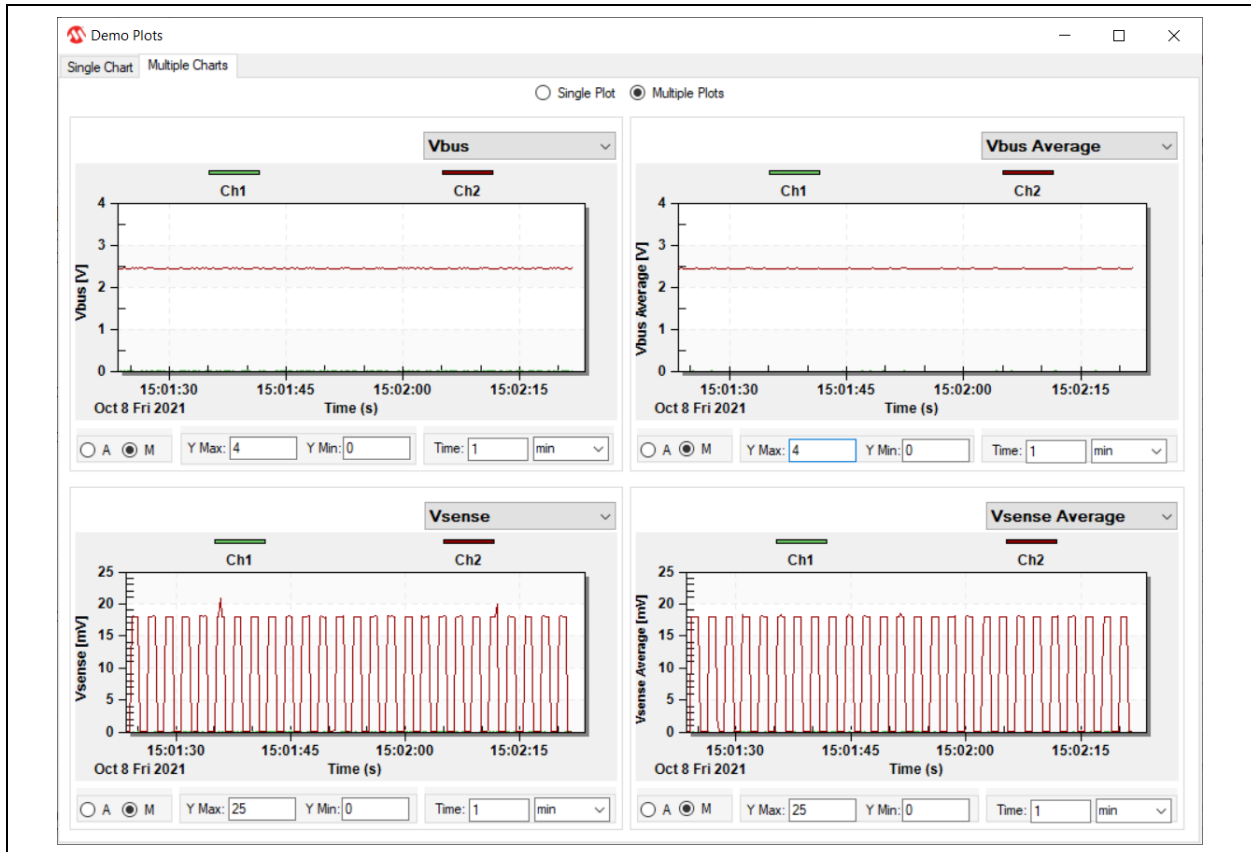 Demo Plots
Single Chart Multiple Charts
Single Plot Multiple Plots
Vbus
Ch1 Ch2
4
3
2
1
0
Vbus [V]
15:01:30 15:01:45 15:02:00 15:02:15
Oct 8 Fri 2021 Time (s)
A M Y Max: 4 Y Min: 0 Time: 1 min
Vbus Average
Ch1 Ch2
4
3
2
1
0
Vbus Average [V]
15:01:30 15:01:45 15:02:00 15:02:15
Oct 8 Fri 2021 Time (s)
A M Y Max: 4 Y Min: 0 Time: 1 min
Vsense
Ch1 Ch2
25
20
15
10
5
0
Vsense [mV]
15:01:30 15:01:45 15:02:00 15:02:15
Oct 8 Fri 2021 Time (s)
A M Y Max: 25 Y Min: 0 Time: 1 min
Vsense Average
Ch1 Ch2
25
20
15
10
5
0
Vsense Average [mV]
15:01:30 15:01:45 15:02:00 15:02:15
Oct 8 Fri 2021 Time (s)
A M Y Max: 25 Y Min: 0 Time: 1 min